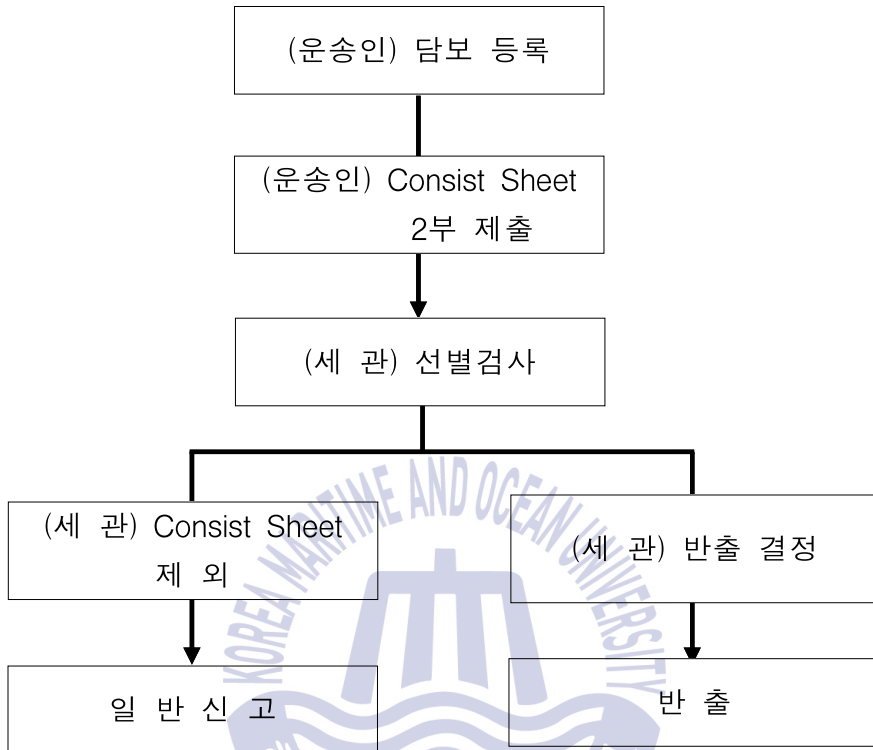 (운송인) 담보 등록
(운송인) Consist Sheet
2부 제출
(세 관) 선별검사
(세 관) Consist Sheet
제 외
(세 관) 반출 결정
일 반 신 고
반 출
KOREA MARITIME AND OCEAN UNIVERSITY